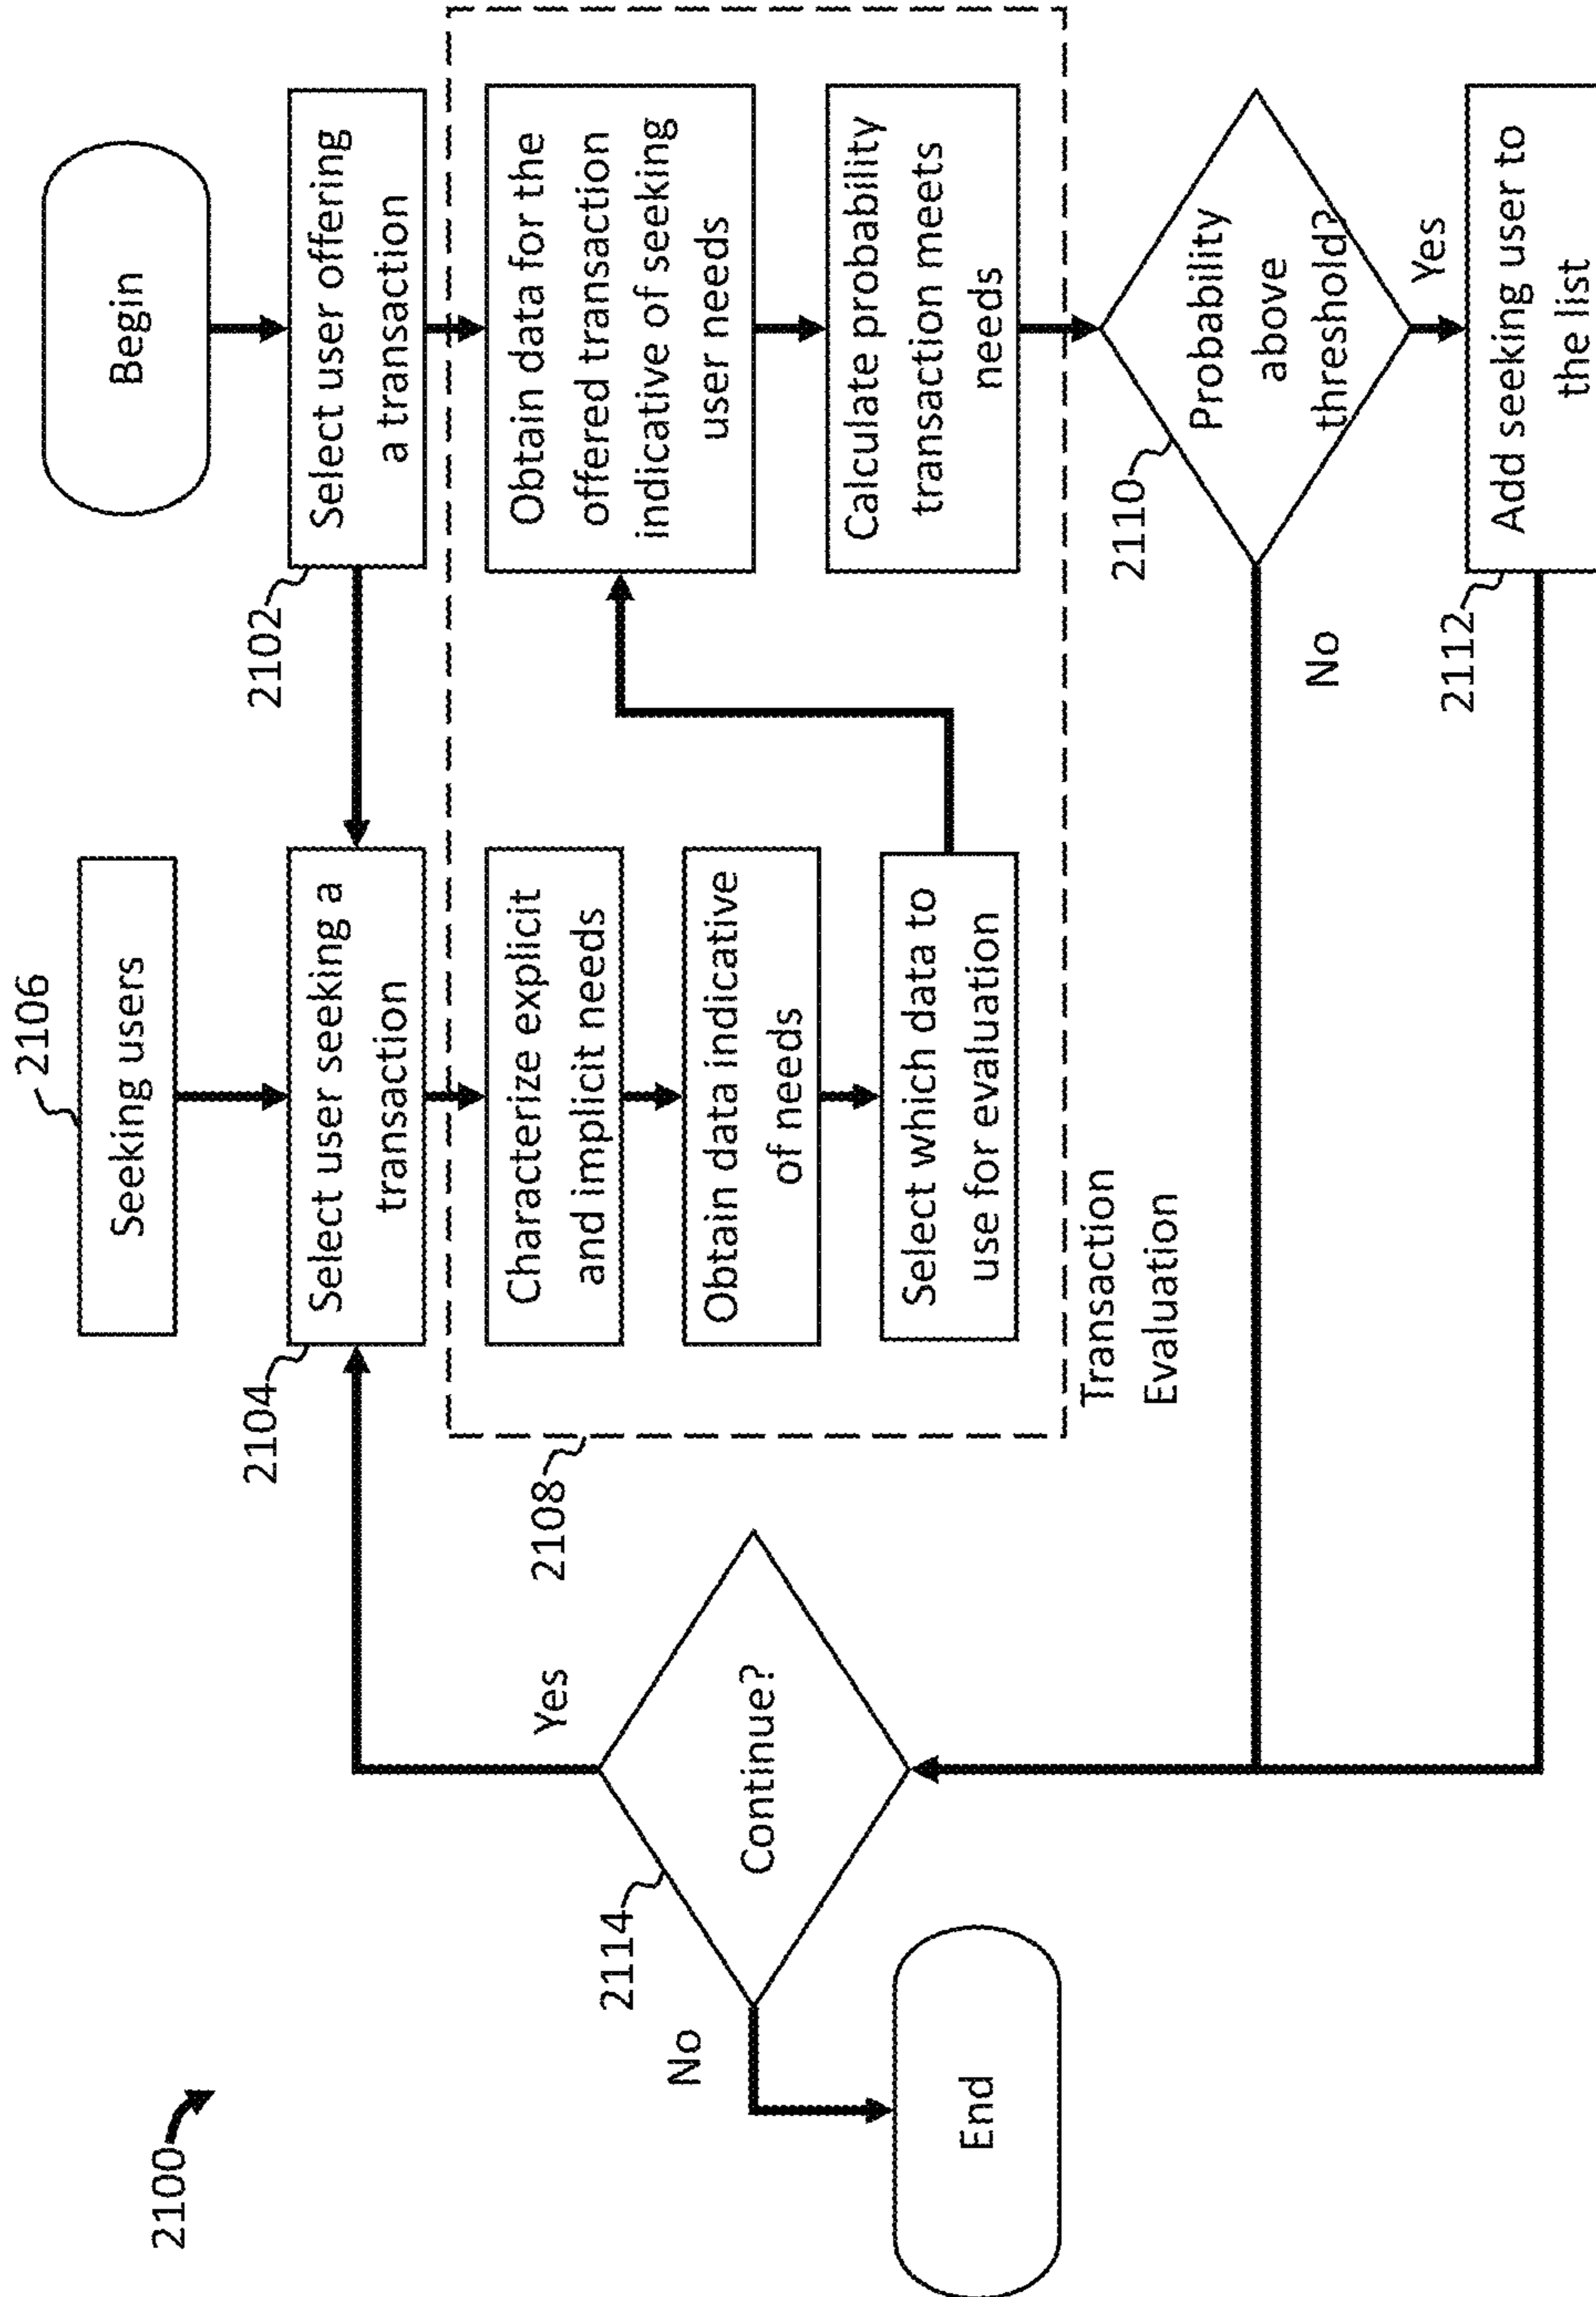 2100
2106
Seeking users
Begin
2104
Select user seeking a
transaction
2102
Select user offering
a transaction
2108
Characterize explicit
and implicit needs
Obtain data indicative
of needs
Select which data to
use for evaluation
Obtain data for the
offered transaction
indicative of seeking
user needs
Calculate probability
transaction meets
needs
Transaction
Evaluation
2110
Probability
above
threshold?
Yes
No
2112
Add seeking user to
the list
2114
Continue?
Yes
No
End